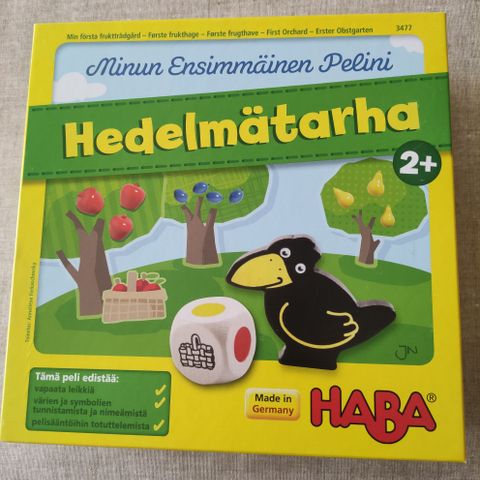 Min första fruktträdgård – Første frukthage – Første frugthave – First Orchard – Erster Obstgarten
3477
Minun Ensimmäinen Pelini
Hedelmätarha
2+
JN
Tämä peli edistää:
vapaata leikkiä ✓
värien ja symbolien
tunnistamista ja nimeämistä ✓
pelisääntöihin totuttelemista ✓
Made in
Germany
HABA®